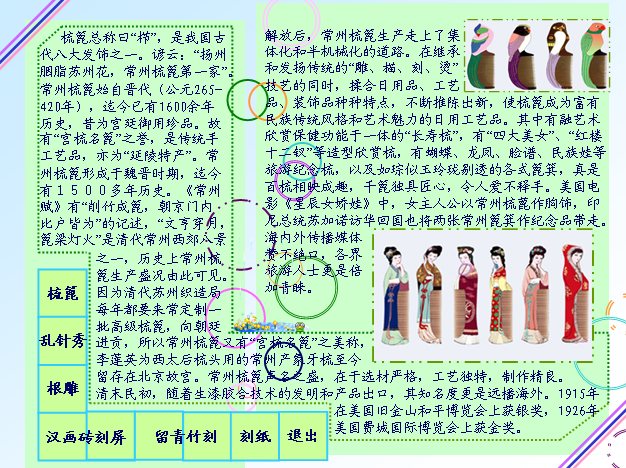 梳篦总称曰“栉”，是我国古
代八大发饰之一。谚云：“扬州
胭脂苏州花，常州梳篦第一家”。
常州梳篦始自晋代（公元265-
420年），迄今已有1600余年
历史，昔为宫廷御用珍品。故
有“宫梳名篦”之誉，是传统手
工艺品，亦为“延陵特产”。常
州梳篦形成于魏晋时期，迄今
有１５００多年历史。《常州
赋》有“削竹成篦，朝京门内，
比户皆为”的记述，“文亨穿月，
篦梁灯火”是清代常州西郊八景
之一，历史上常州梳
篦生产盛况由此可见。
因为清代苏州织造局
每年都要来常定制一
批高级梳篦，向朝廷
进贡，所以常州梳篦又有“宫梳名篦”之美称，
李莲英为西太后梳头用的常州产象牙梳至今
留存在北京故宫。常州梳篦声名之盛，在于选材严格，工艺独特，制作精良。
清末民初，随着生漆胶合技术的发明和产品出口，其知名度更是远播海外。1915年
在美国旧金山和平博览会上获银奖，1926年
美国费城国际博览会上获金奖。
解放后，常州梳篦生产走上了集
体化和半机械化的道路。在继承
和发扬传统的“雕、描、刻、烫”
技艺的同时，揉合日用品、工艺
品、装饰品种种特点，不断推陈出新，使梳篦成为富有
民族传统风格和艺术魅力的日用工艺品。其中有融艺术
欣赏保健功能于一体的“长寿梳”，有“四大美女”、“红楼
十二钗”等造型欣赏梳，有蝴蝶、龙凤、脸谱、民族娃等
旅游纪念梳，以及如琮似玉玲珑剔透的各式篦箕，真是
百梳相映成趣，千篦独具匠心，令人爱不释手。美国电
影《生辰女娇娃》中，女主人公以常州梳篦作胸饰，印
尼总统苏加诺访华回国也将两张常州篦箕作纪念品带走。
海内外传播媒体
赞不绝口，各界
旅游人士更是倍
加青睐。
梳篦
乱针秀
根雕
汉画砖刻屏
留青竹刻
刻纸
退出